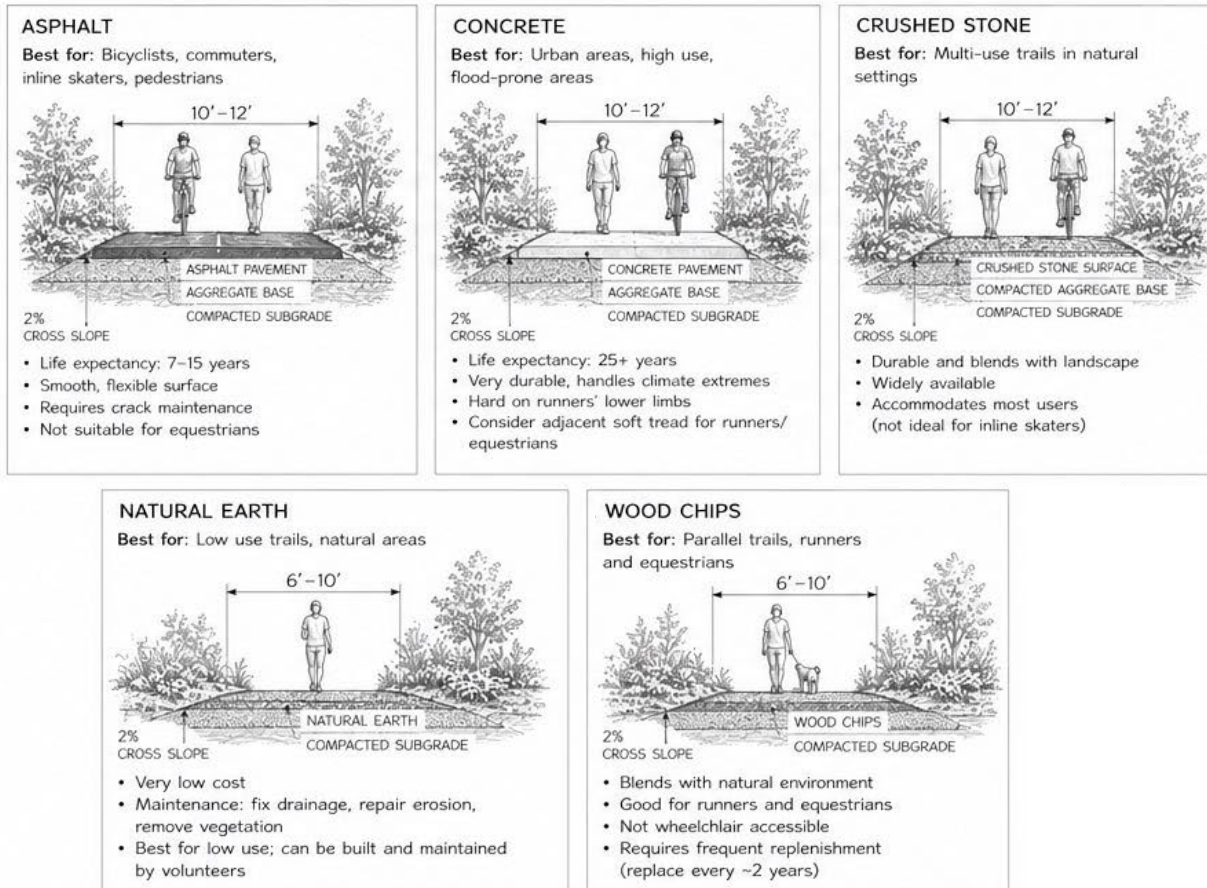 ASPHALT
Best for: Bicyclists, commuters,
inline skaters, pedestrians
10'-12'
ASPHALT PAVEMENT
AGGREGATE BASE
COMPACTED SUBGRADE
2%
CROSS SLOPE
• Life expectancy: 7–15 years
• Smooth, flexible surface
• Requires crack maintenance
• Not suitable for equestrians
CONCRETE
Best for: Urban areas, high use,
flood-prone areas
10'-12'
CONCRETE PAVEMENT
AGGREGATE BASE
COMPACTED SUBGRADE
2%
CROSS SLOPE
• Life expectancy: 25+ years
• Very durable, handles climate extremes
• Hard on runners' lower limbs
• Consider adjacent soft tread for runners/
equestrians
CRUSHED STONE
Best for: Multi-use trails in natural
settings
10'-12'
CRUSHED STONE SURFACE
COMPACTED AGGREGATE BASE
COMPACTED SUBGRADE
2%
CROSS SLOPE
• Durable and blends with landscape
• Widely available
• Accommodates most users
(not ideal for inline skaters)
NATURAL EARTH
Best for: Low use trails, natural areas
6'-10'
NATURAL EARTH
COMPACTED SUBGRADE
2%
CROSS SLOPE
• Very low cost
• Maintenance: fix drainage, repair erosion,
remove vegetation
• Best for low use; can be built and maintained
by volunteers
WOOD CHIPS
Best for: Parallel trails, runners
and equestrians
6'-10'
WOOD CHIPS
COMPACTED SUBGRADE
2%
CROSS SLOPE
• Blends with natural environment
• Good for runners and equestrians
• Not wheelchlair accessible
• Requires frequent replenishment
(replace every ~2 years)